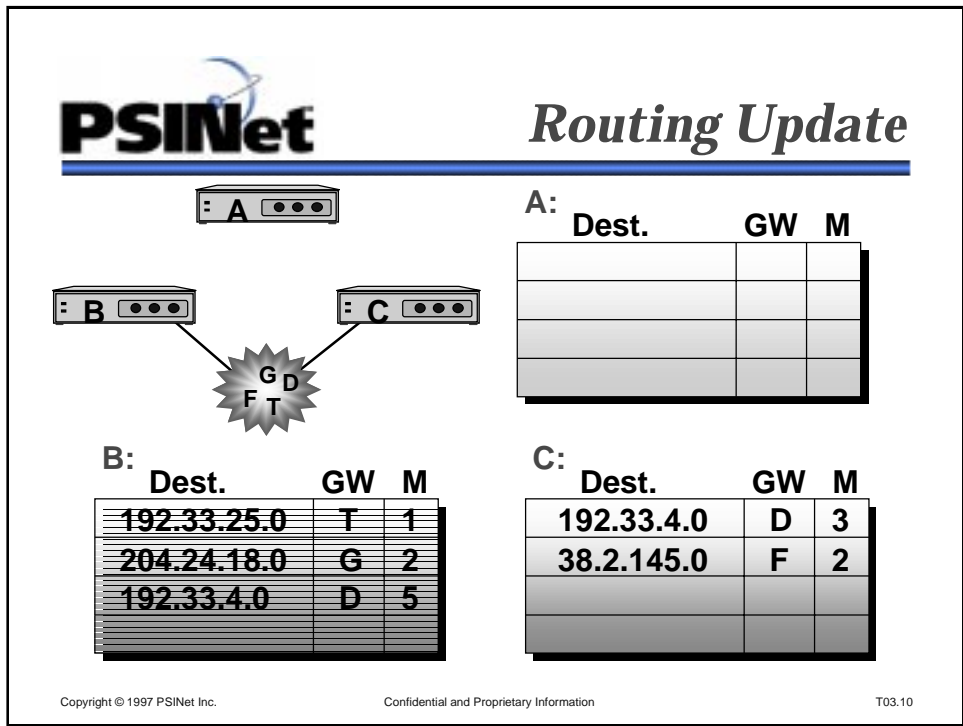 PSINet
Routing Update
A
B
C
G D
F T
A:
Dest. GW M
B:
Dest. GW M
192.33.25.0 T 1
204.24.18.0 G 2
192.33.4.0 D 5
C:
Dest. GW M
192.33.4.0 D 3
38.2.145.0 F 2
Copyright © 1997 PSINet Inc. Confidential and Proprietary Information T03.10